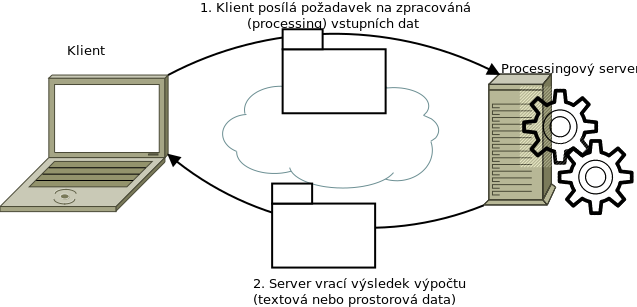 1. Klient posílá požadavek na zpracováná
(processing) vstupních dat
Klient
Processingový server
2. Server vrací výsledek výpočtu
(textová nebo prostorová data)